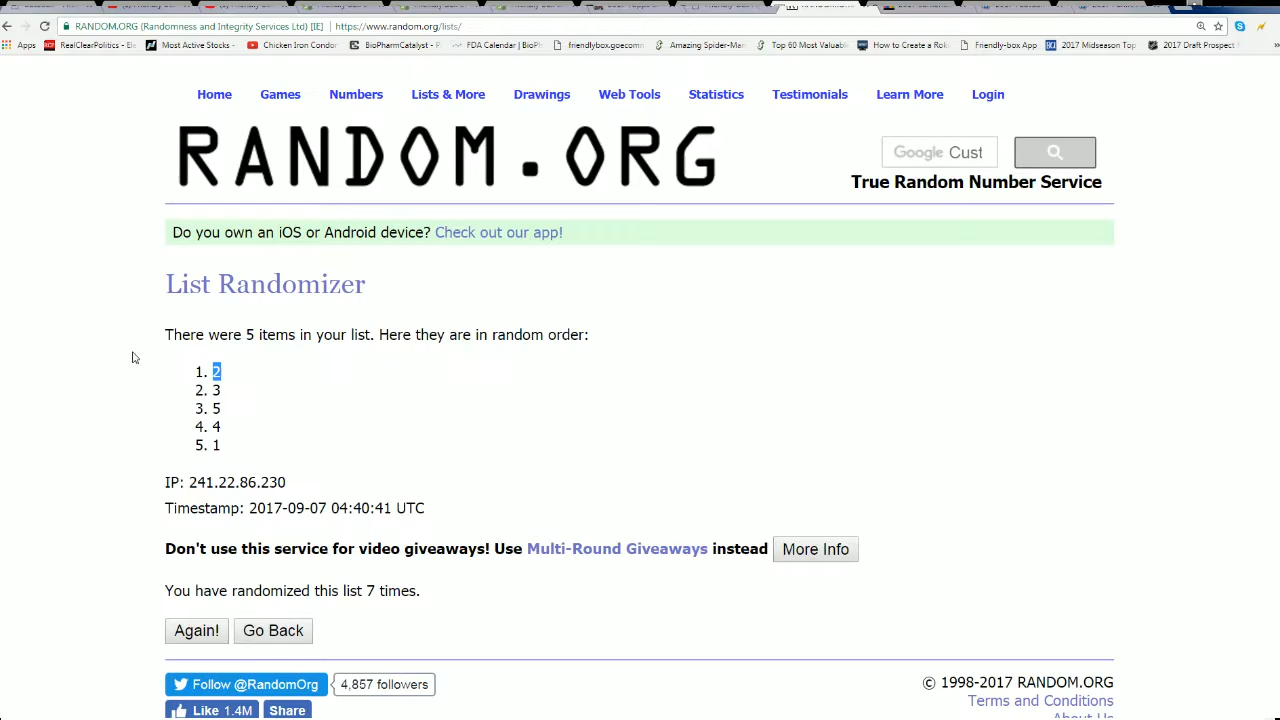 RANDOM.ORG (Randomness and Integrity Services Ltd) [IE] https://www.random.org/lists/
Apps RealClearPolitics - Ele Most Active Stocks - Chicken Iron Condor BioPharmCatalyst - P FDA Calendar | BioPh friendlybox.goecomm Amazing Spider-Man Top 60 Most Valuabl How to Create a Rok Friendly-box App 2017 Midseason Top 2017 Draft Prospect
Home Games Numbers Lists & More Drawings Web Tools Statistics Testimonials Learn More Login
RANDOM.ORG
Google Cust
True Random Number Service
Do you own an iOS or Android device? Check out our app!
List Randomizer
There were 5 items in your list. Here they are in random order:
1. 2
2. 3
3. 5
4. 4
5. 1
IP: 241.22.86.230
Timestamp: 2017-09-07 04:40:41 UTC
Don't use this service for video giveaways! Use Multi-Round Giveaways instead More Info
You have randomized this list 7 times.
Again! Go Back
Follow @RandomOrg 4,857 followers
© 1998-2017 RANDOM.ORG
Like 1.4M Share
Terms and Conditions
About Us